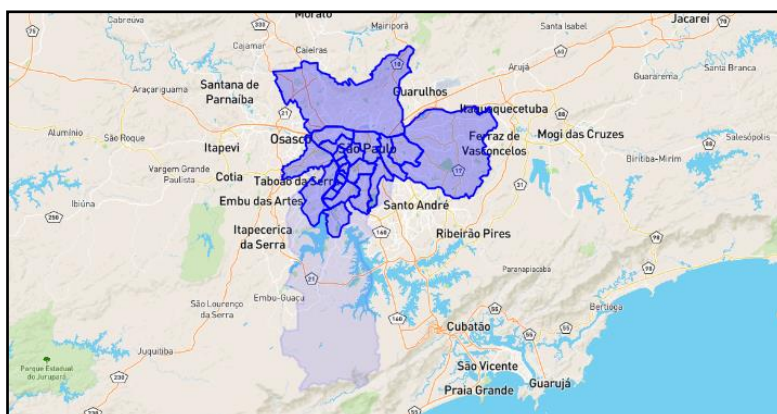 Morato
Mairiporã
Cabreúva
Cajamar
Caieiras
Santa Isabel
Jacareí
Santana de
Parnaíba
Araçariguama
Guarulhos
Arujá
Guararema
Santa Branca
Itaquaquecetuba
Alumínio
São Roque
Itapevi
Osasco
São Paulo
Ferraz de
Vasconcelos
Mogi das Cruzes
Salesópolis
Biritiba-Mirim
Vargem Grande
Paulista
Cotia
Taboão da Serra
Ibiúna
Embu das Artes
Santo André
Itapecerica
da Serra
Ribeirão Pires
Paranapiacaba
São Lourenço
da Serra
Embu-Guaçu
Bertioga
Cubatão
Juquitiba
Parque Estadual
do Jurupará
São Vicente
Praia Grande
Guarujá